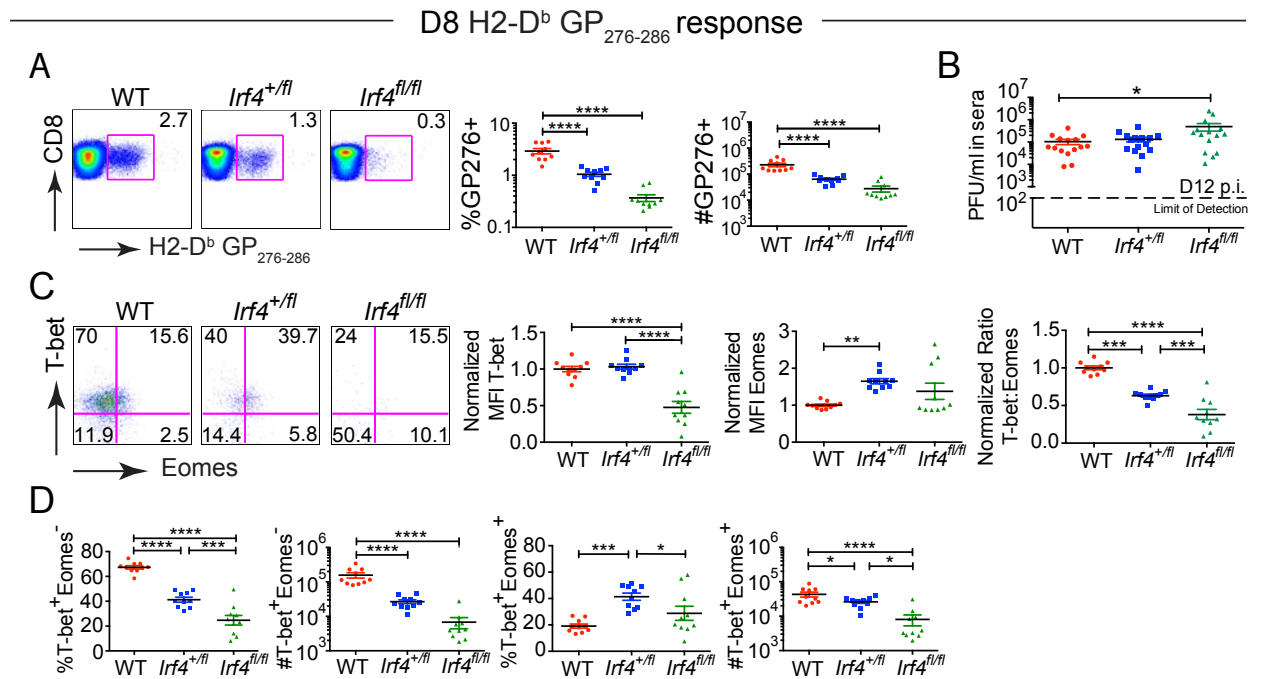 D8 H2-Dᵇ GP276-286 response
A
WT
Irf4+/fl
Irf4fl/fl
CD8
2.7
1.3
0.3
H2-Dᵇ GP276-286
%GP276+
10
1
0.1
****
****
WT Irf4+/fl Irf4fl/fl
#GP276+
10⁷
10⁶
10⁵
10⁴
10³
****
****
WT Irf4+/fl Irf4fl/fl
B
PFU/ml in sera
10⁷
10⁶
10⁵
10⁴
10³
10²
*
D12 p.i.
Limit of Detection
WT Irf4+/fl Irf4fl/fl
C
WT
Irf4+/fl
Irf4fl/fl
T-bet
70 15.6
11.9 2.5
40 39.7
14.4 5.8
24 15.5
50.4 10.1
Eomes
Normalized
MFI T-bet
1.5
1.0
0.5
0.0
****
****
WT Irf4+/fl Irf4fl/fl
Normalized
MFI Eomes
3
2
1
0
**
WT Irf4+/fl Irf4fl/fl
Normalized Ratio
T-bet:Eomes
1.5
1.0
0.5
0.0
****
*** ***
WT Irf4+/fl Irf4fl/fl
D
%T-bet⁺Eomes⁻
80
60
40
20
0
****
**** ***
WT Irf4+/fl Irf4fl/fl
#T-bet⁺Eomes⁻
10⁶
10⁵
10⁴
10³
****
****
WT Irf4+/fl Irf4fl/fl
%T-bet⁺Eomes⁺
80
60
40
20
0
*** *
WT Irf4+/fl Irf4fl/fl
#T-bet⁺Eomes⁺
10⁶
10⁵
10⁴
10³
****
* *
WT Irf4+/fl Irf4fl/fl